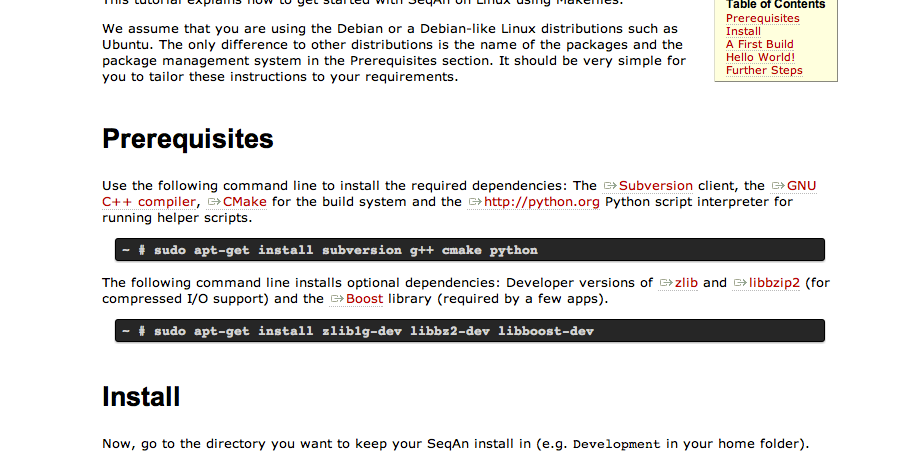 This tutorial explains how to get started with SeqAn on Linux using Makefiles.
We assume that you are using the Debian or a Debian-like Linux distributions such as
Ubuntu. The only difference to other distributions is the name of the packages and the
package management system in the Prerequisites section. It should be very simple for
you to tailor these instructions to your requirements.
Table of Contents
Prerequisites
Install
A First Build
Hello World!
Further Steps
Prerequisites
Use the following command line to install the required dependencies: The Subversion client, the GNU
C++ compiler, CMake for the build system and the http://python.org Python script interpreter for
running helper scripts.
~ # sudo apt-get install subversion g++ cmake python
The following command line installs optional dependencies: Developer versions of zlib and libbzip2 (for
compressed I/O support) and the Boost library (required by a few apps).
~ # sudo apt-get install zlib1g-dev libbz2-dev libboost-dev
Install
Now, go to the directory you want to keep your SeqAn install in (e.g. Development in your home folder).